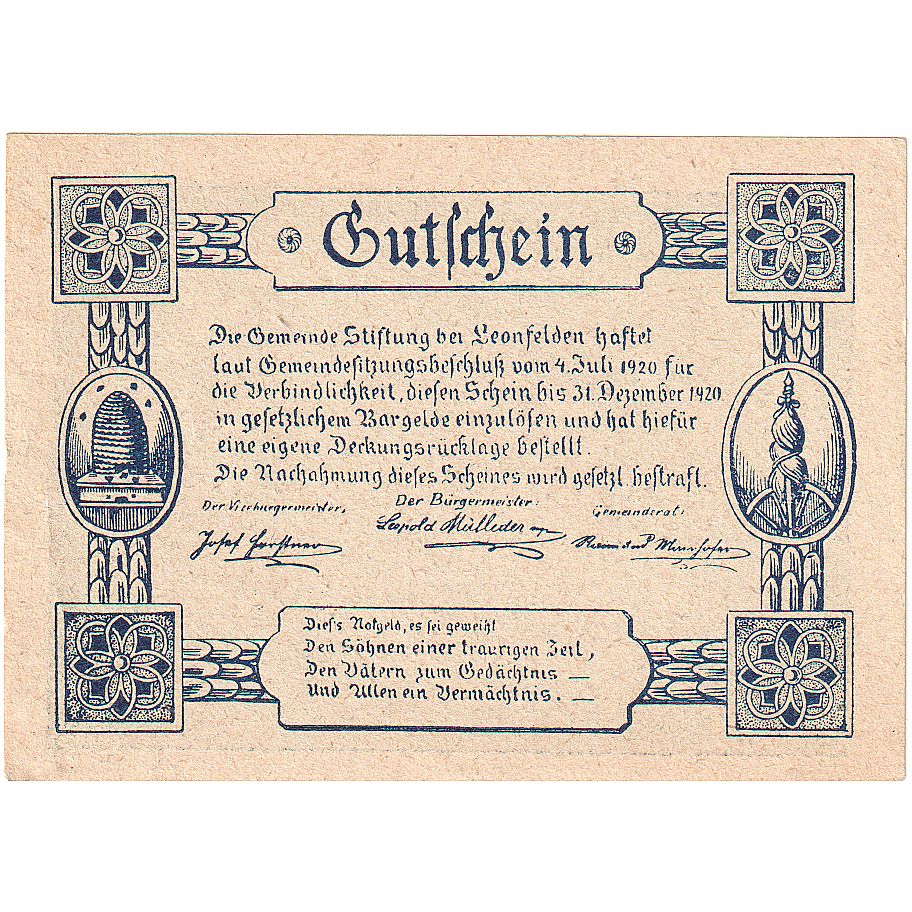 Gutschein
Die Gemeinde Stiftung bei Leonfelden haftet
laut Gemeindesitzungsbeschluß vom 4. Juli 1920 für
die Verbindlichkeit, diesen Schein bis 31. Dezember 1920
in gesetzlichem Bargelde einzulösen und hat hiefür
eine eigene Deckungsrücklage bestellt.
Die Nachahmung dieses Scheines wird gesetzl. bestraft.
Der Viceburgermeister, Der Bürgermeister: Gemeinderat:
Josef Leopold Mülleder
Dies's Notgeld, es sei geweiht
Den Söhnen einer traurigen Zeit,
Den Vätern zum Gedächtnis —
Und Allen ein Vermächtnis. —